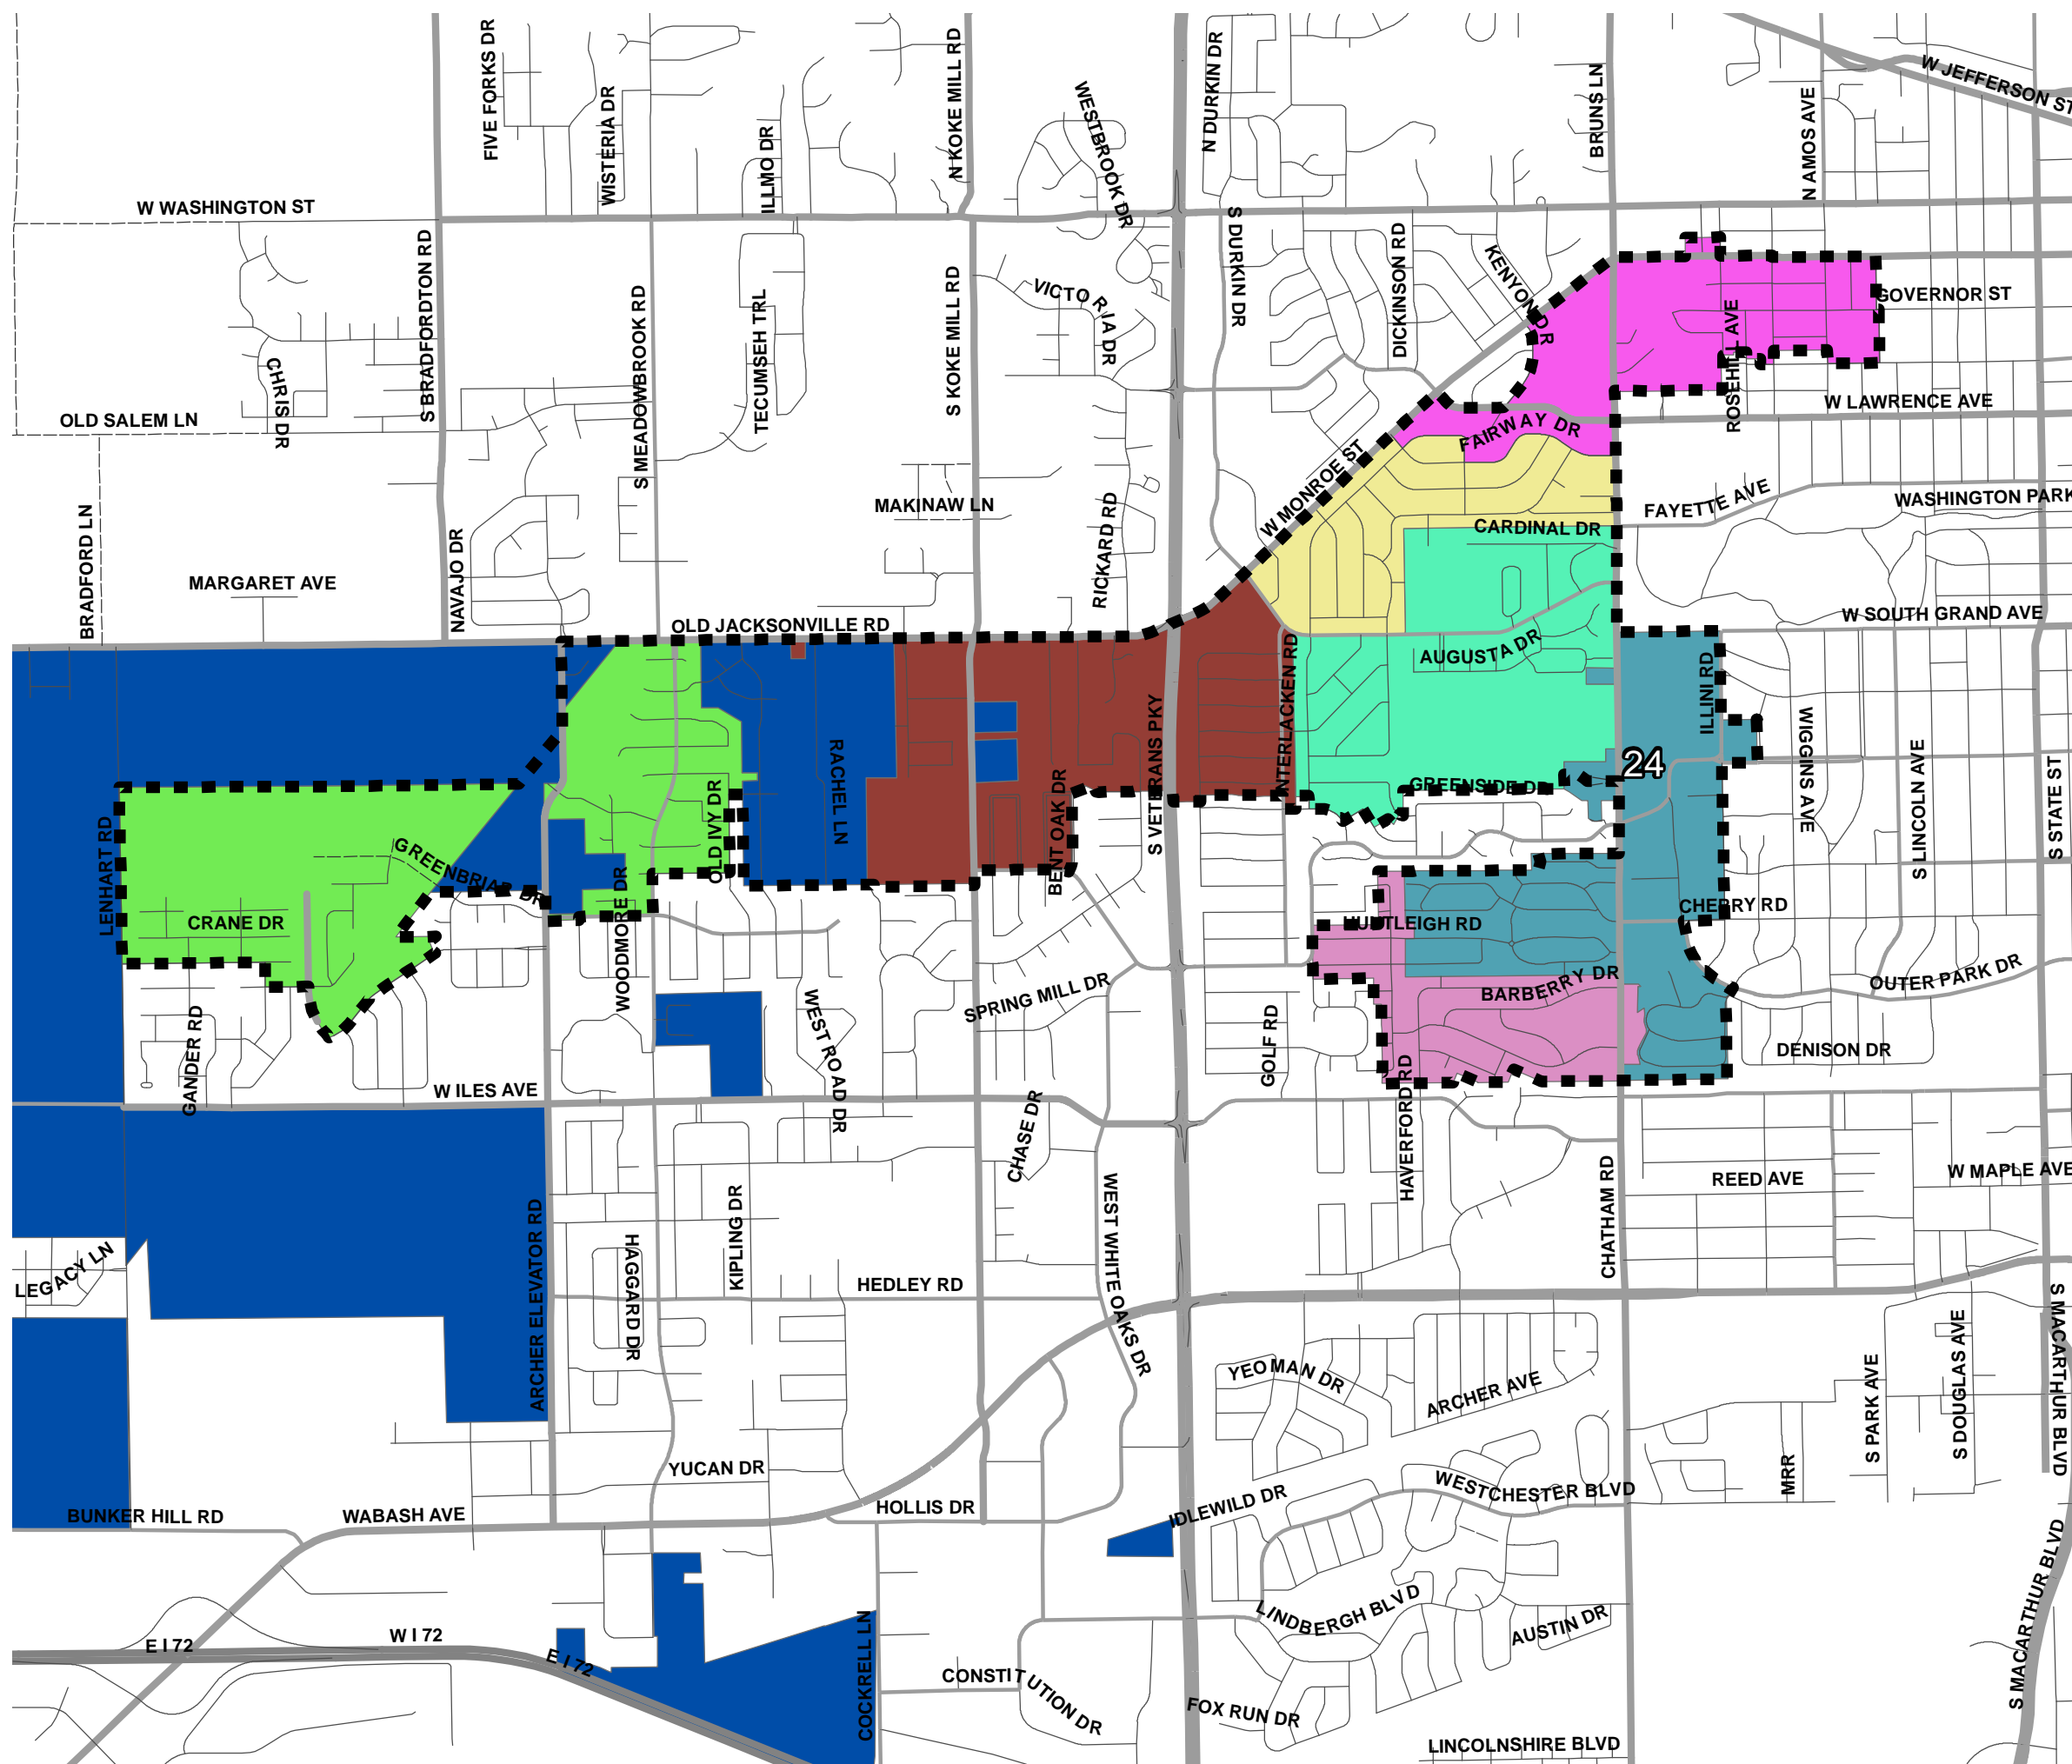 FIVE FORKS DR
WISTERIA DR
ILLMO DR
N KOKE MILL RD
WESTBROOK DR
N DURKIN DR
BRUNS LN
N AMOS AVE
W JEFFERSON ST
W WASHINGTON ST
S BRADFORDTON RD
S MEADOWBROOK RD
TECUMSEH TRL
S KOKE MILL RD
VICTORIA DR
S DURKIN DR
DICKINSON RD
KENYON DR
GOVERNOR ST
ROSEHILL AVE
CHRIS DR
OLD SALEM LN
W LAWRENCE AVE
FAIRWAY DR
W MONROE ST
MAKINAW LN
RICKARD RD
FAYETTE AVE
WASHINGTON PARK
CARDINAL DR
BRADFORD LN
NAVAJO DR
MARGARET AVE
OLD JACKSONVILLE RD
W SOUTH GRAND AVE
AUGUSTA DR
INTERLACKEN RD
ILLINI RD
WIGGINS AVE
S LINCOLN AVE
S STATE ST
RACHEL LN
S VETERANS PKY
24
GREENSIDE DR
OLD IVY DR
BENT OAK DR
LENHART RD
GREENBRIAR DR
CRANE DR
WOODMORE DR
HUNTLEIGH RD
CHERRY RD
BARBERRY DR
OUTER PARK DR
SPRING MILL DR
WEST ROAD DR
GANDER RD
GOLF RD
DENISON DR
W ILES AVE
HAVERFORD RD
CHASE DR
CHATHAM RD
REED AVE
W MAPLE AVE
WEST WHITE OAKS DR
KIPLING DR
HAGGARD DR
ARCHER ELEVATOR RD
LEGACY LN
HEDLEY RD
S MACARTHUR BLVD
S DOUGLAS AVE
S PARK AVE
YEOMAN DR
ARCHER AVE
YUCAN DR
MRR
WESTCHESTER BLVD
BUNKER HILL RD
WABASH AVE
HOLLIS DR
IDLEWILD DR
S MACARTHUR BLVD
LINDBERGH BLVD
AUSTIN DR
E I 72
W I 72
E I 72
COCKRELL LN
CONSTITUTION DR
FOX RUN DR
LINCOLNSHIRE BLVD